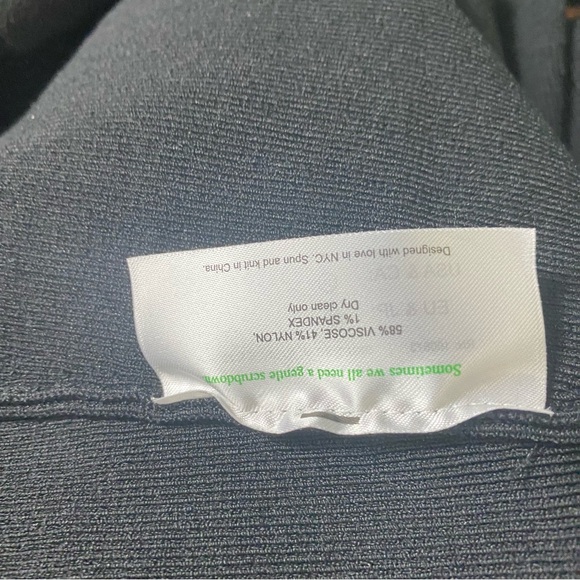 Sometimes we all need a gentle scrubdown.
58% VISCOSE, 41% NYLON,
1% SPANDEX
Dry clean only
Designed with love in NYC. Spun and knit in China.